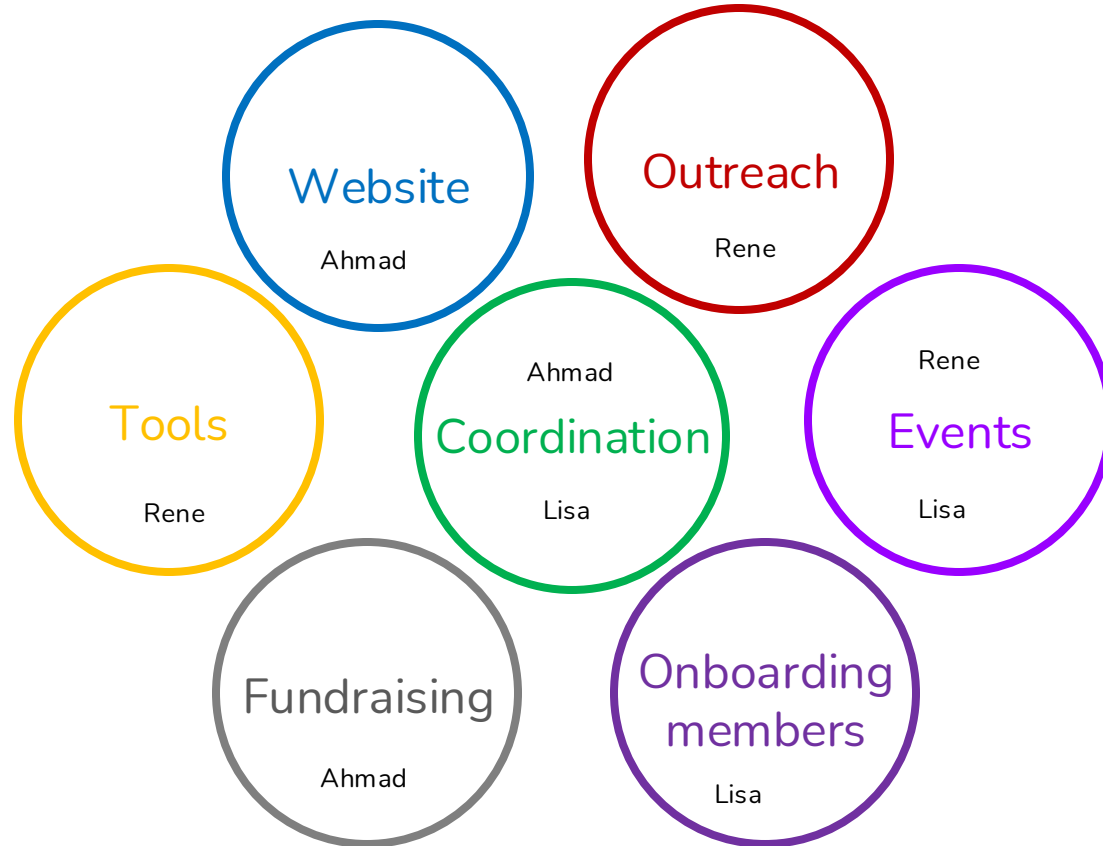 Website
Ahmad
Outreach
Rene
Tools
Rene
Ahmad
Coordination
Lisa
Rene
Events
Lisa
Fundraising
Ahmad
Onboarding
members
Lisa